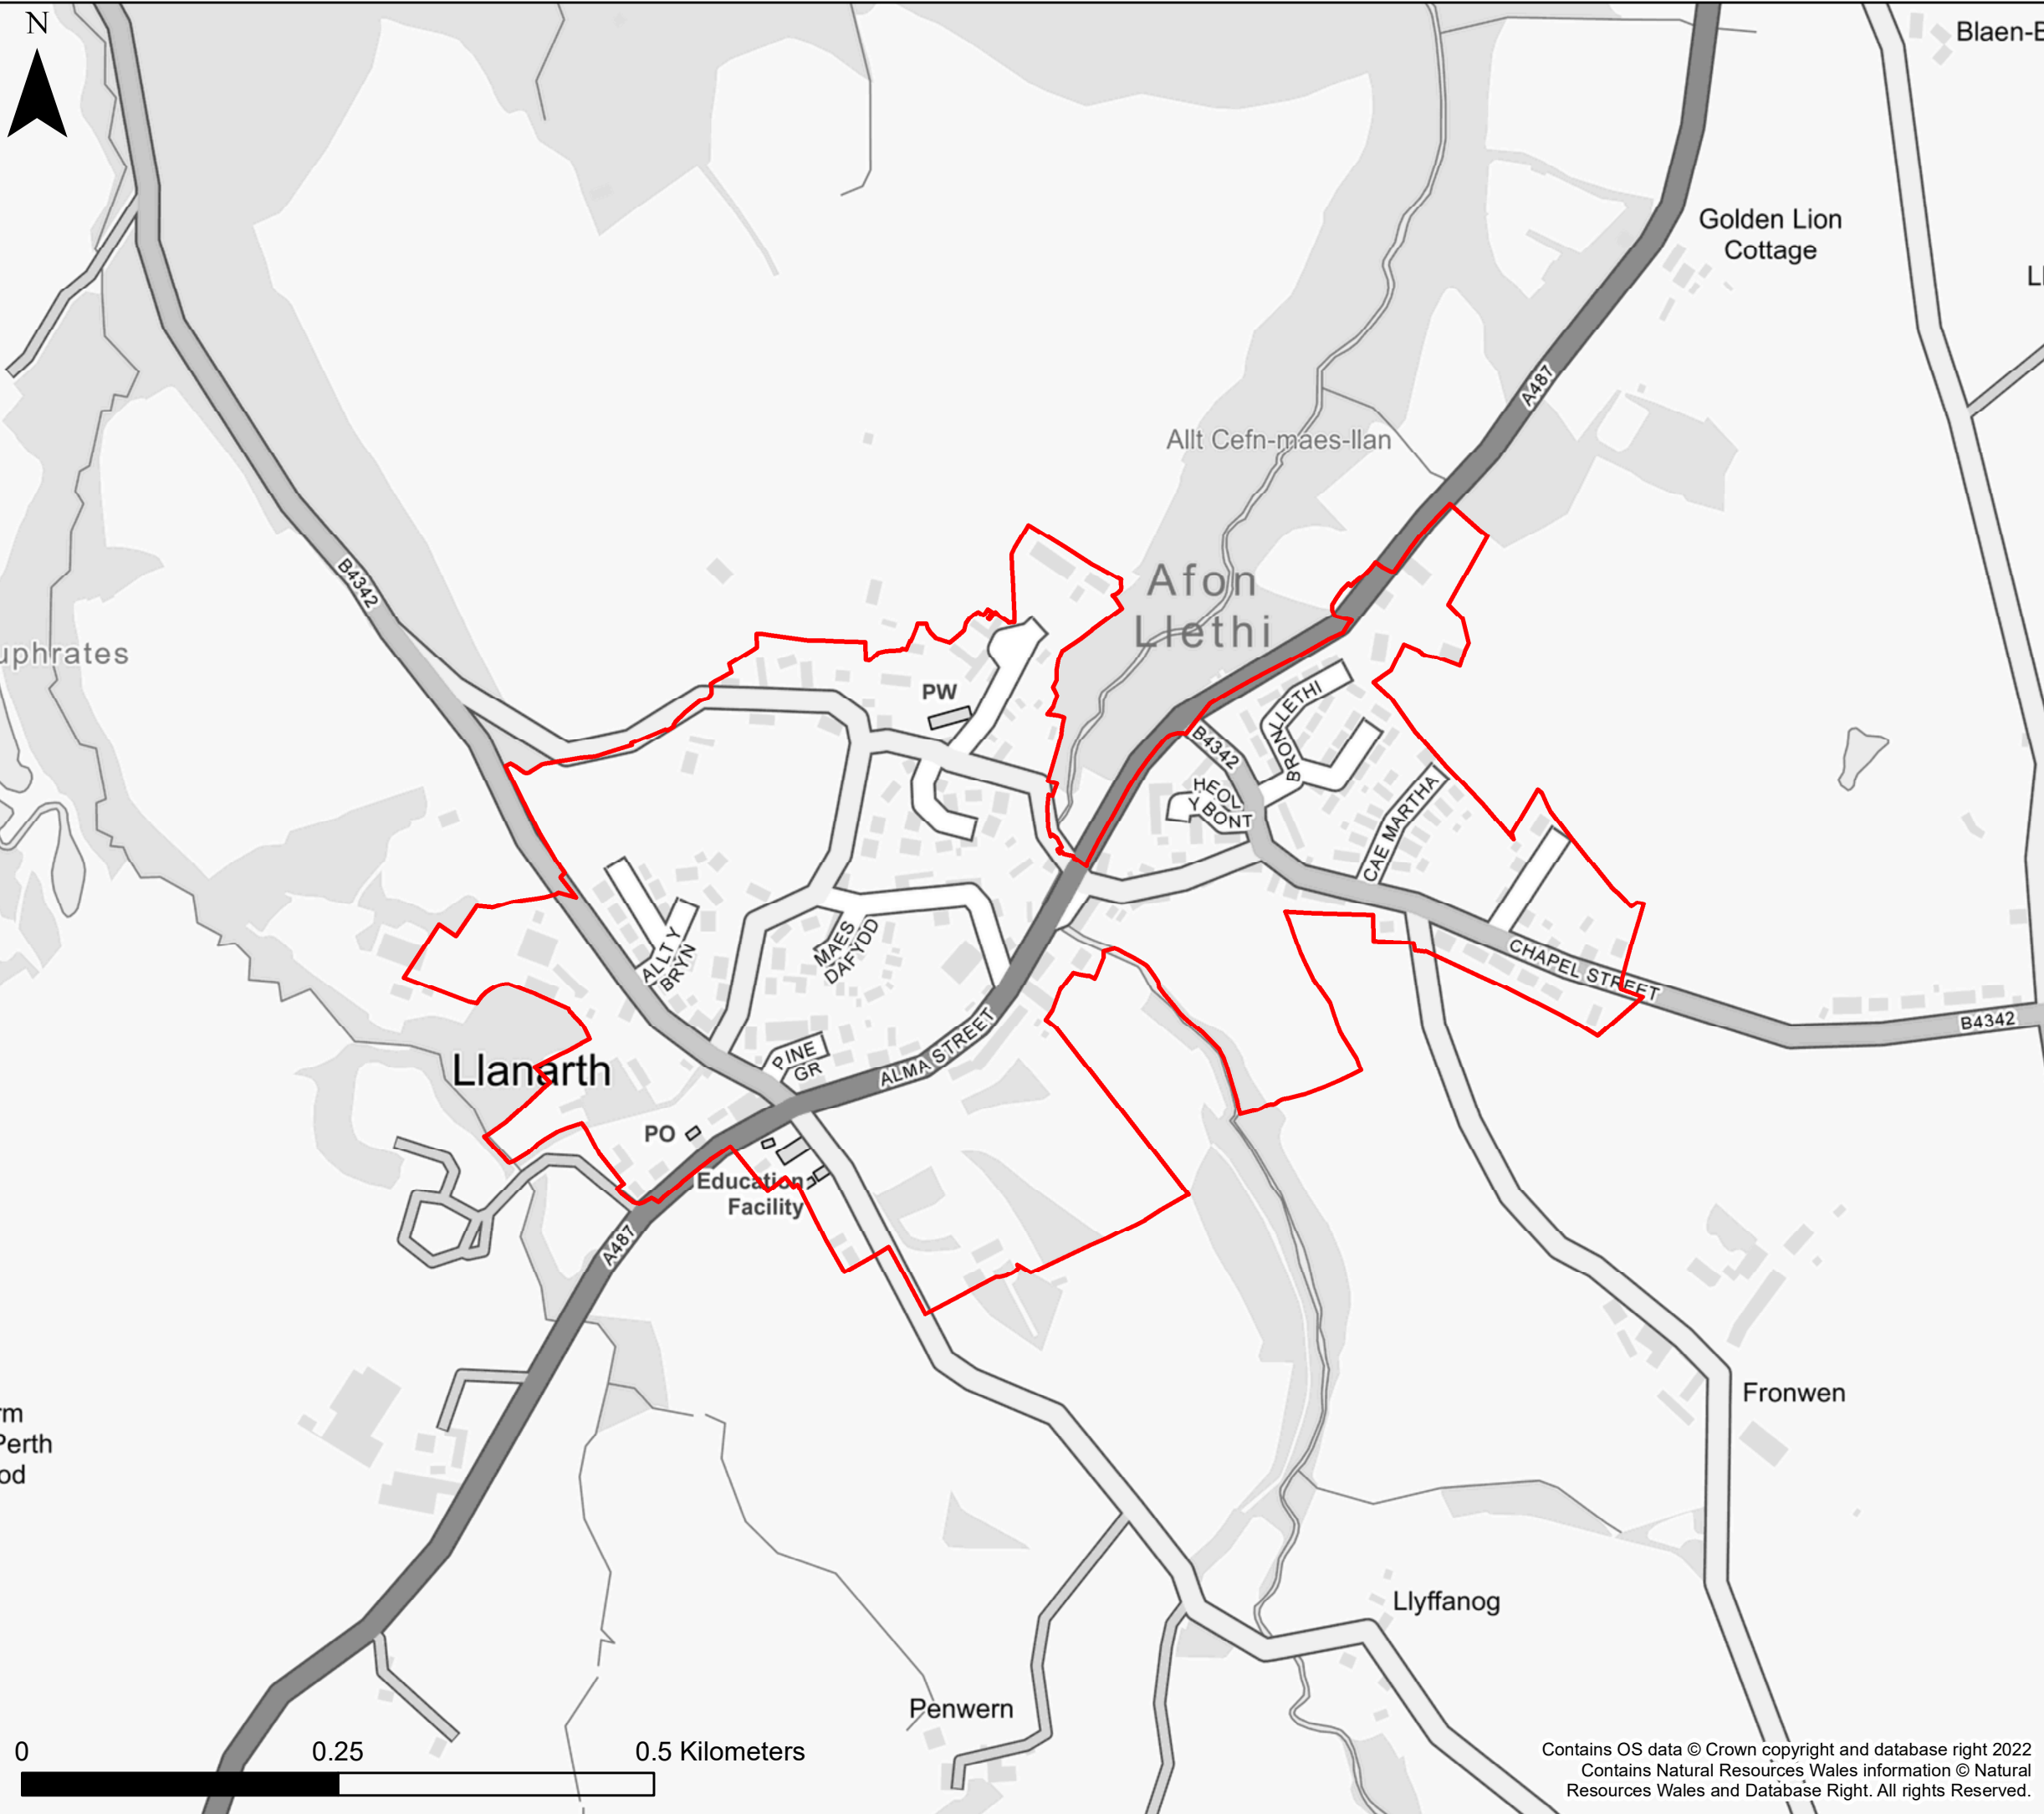 N
Blaen-E
Golden Lion
Cottage
Ll
A487
Allt Cefn-maes-llan
B4342
Afon
Llethi
uphrates
PW
BRON LLETHI
B4342
HEOL
Y BONT
CAE MARTHA
ALLT Y
BRYN
MAES
DAFYDD
CHAPEL STREET
B4342
PINE
GR
ALMA STREET
Llanarth
PO
Education
Facility
A487
Fronwen
rm
Perth
od
Llyffanog
Penwern
0
0.25
0.5 Kilometers
Contains OS data © Crown copyright and database right 2022
Contains Natural Resources Wales information © Natural
Resources Wales and Database Right. All rights Reserved.